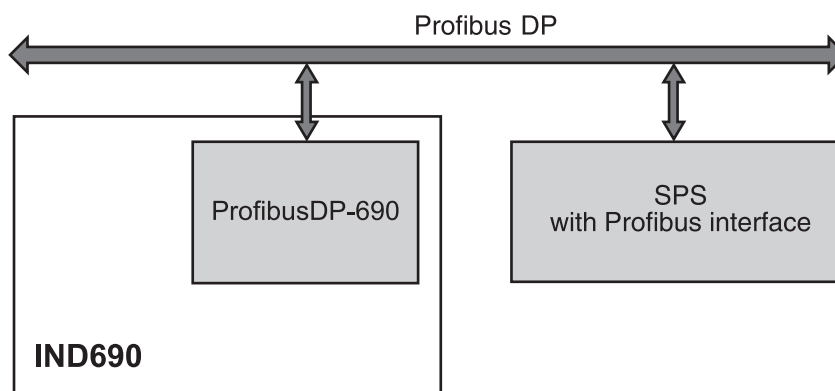 Profibus DP
ProfibusDP-690
SPS
with Profibus interface
IND690